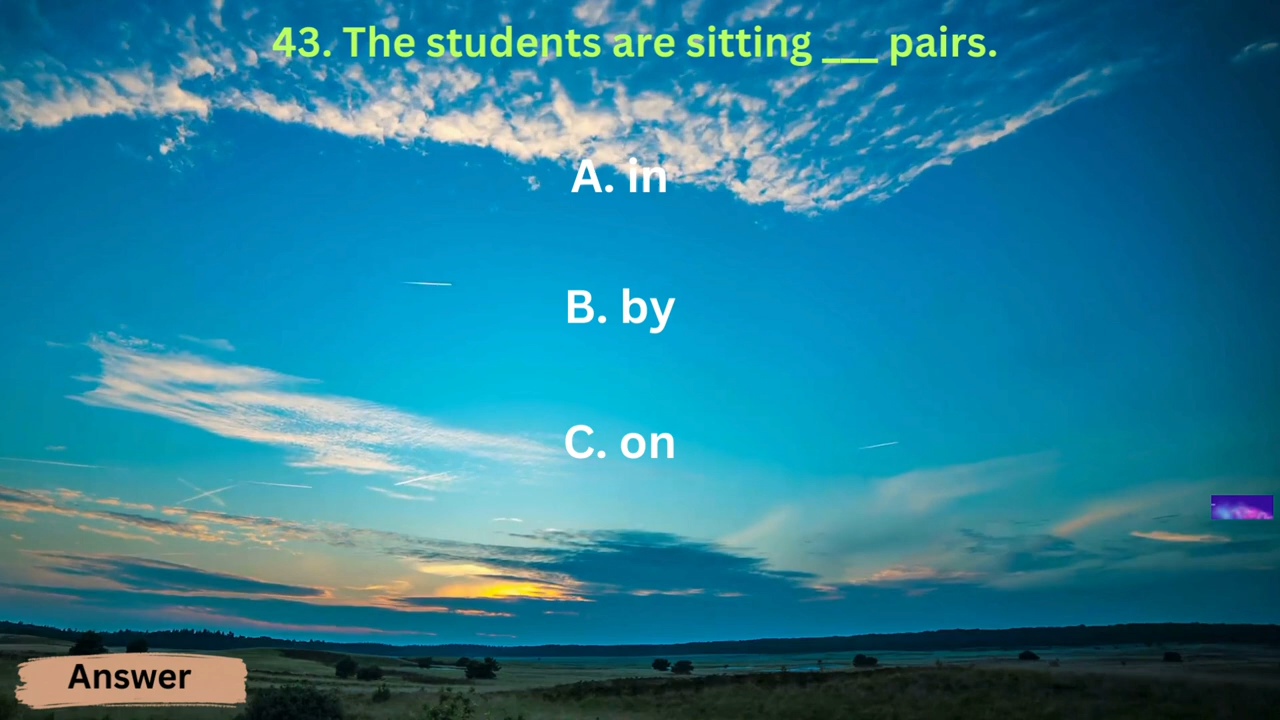 43. The students are sitting ___ pairs.
A. in
B. by
C. on
Answer